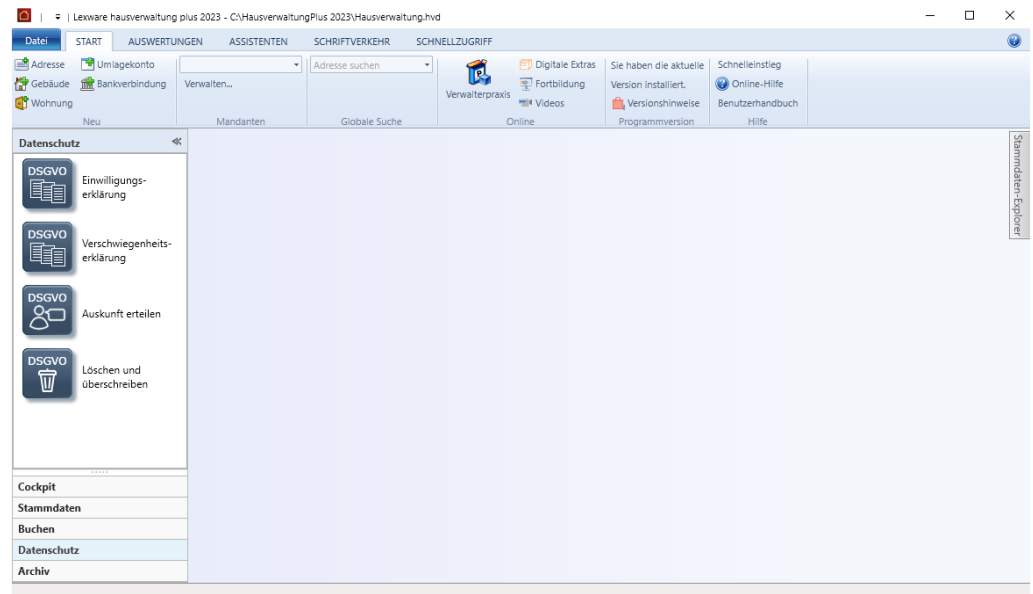 Lexware hausverwaltung plus 2023 - C:\HausverwaltungPlus 2023\Hausverwaltung.hvd
Datei START AUSWERTUNGEN ASSISTENTEN SCHRIFTVERKEHR SCHNELLZUGRIFF
Adresse
Gebäude
Wohnung
Umlagekonto
Bankverbindung
Neu
Verwalten...
Mandanten
Adresse suchen
Globale Suche
Verwalterpraxis
Digitale Extras
Fortbildung
Videos
Online
Sie haben die aktuelle
Version installiert.
Versionshinweise
Programmversion
Schnelleinstieg
Online-Hilfe
Benutzerhandbuch
Hilfe
Datenschutz
DSGVO
Einwilligungs-
erklärung
DSGVO
Verschwiegenheits-
erklärung
DSGVO
Auskunft erteilen
DSGVO
Löschen und
überschreiben
Cockpit
Stammdaten
Buchen
Datenschutz
Archiv
Stammdaten-Explorer